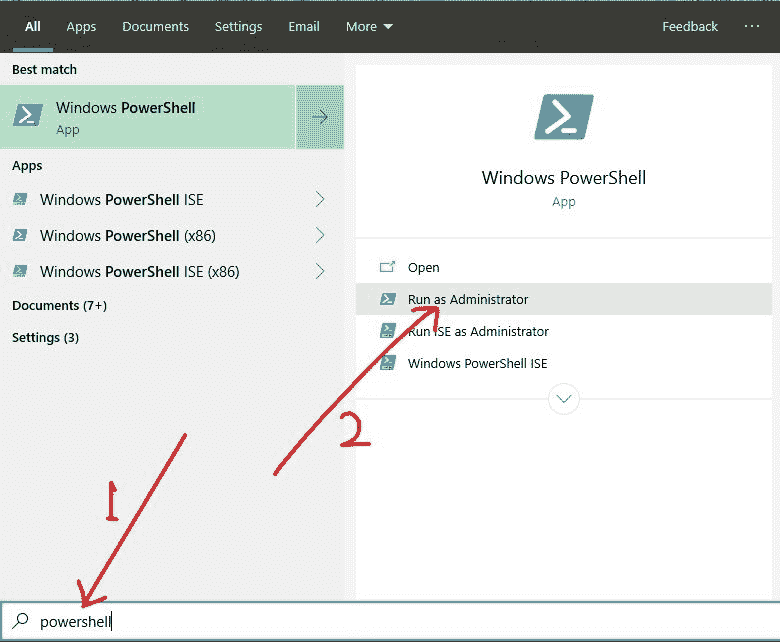 All Apps Documents Settings Email More Feedback ...
Best match
Windows PowerShell
App
Apps
Windows PowerShell ISE
Windows PowerShell (x86)
Windows PowerShell ISE (x86)
Documents (7+)
Settings (3)
Windows PowerShell
App
Open
Run as Administrator
Run ISE as Administrator
Windows PowerShell ISE
2
1
powershell